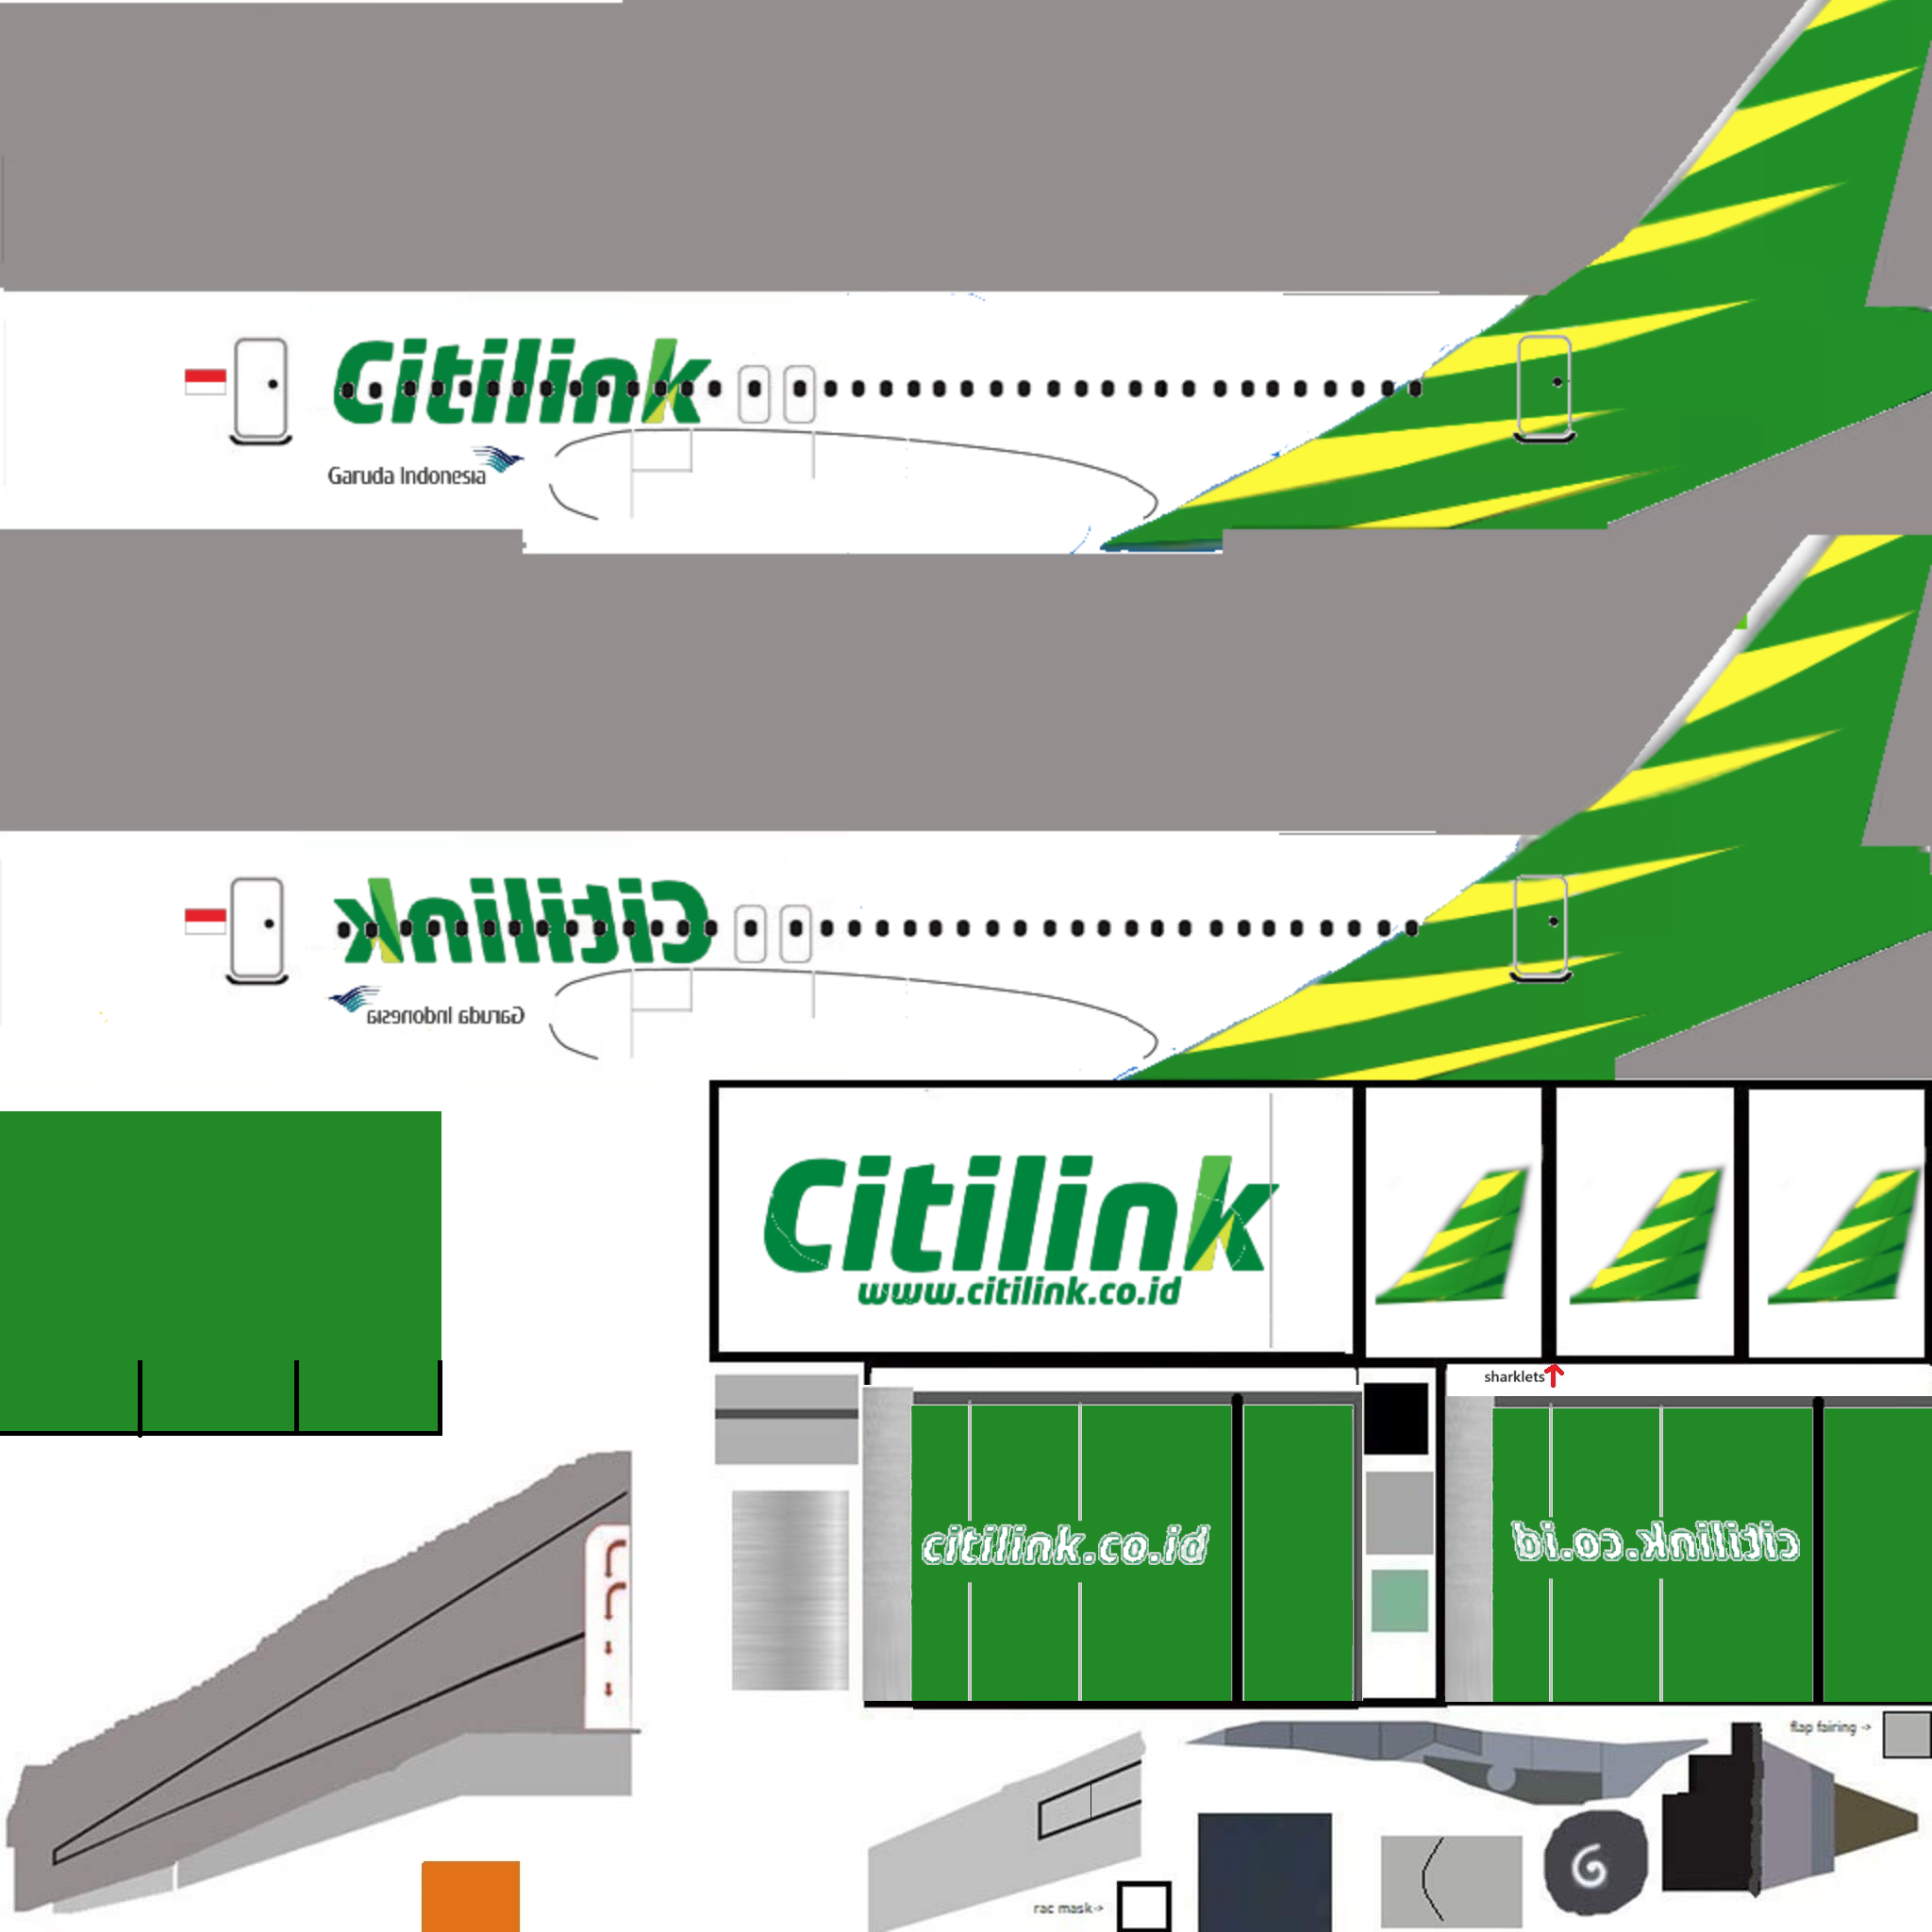 Citilink
Garuda Indonesia
Citilink
Garuda Indonesia
Citilink
www.citilink.co.id
sharklets
citilink.co.id
citilink.co.id
flap fairing ->
rac mask->